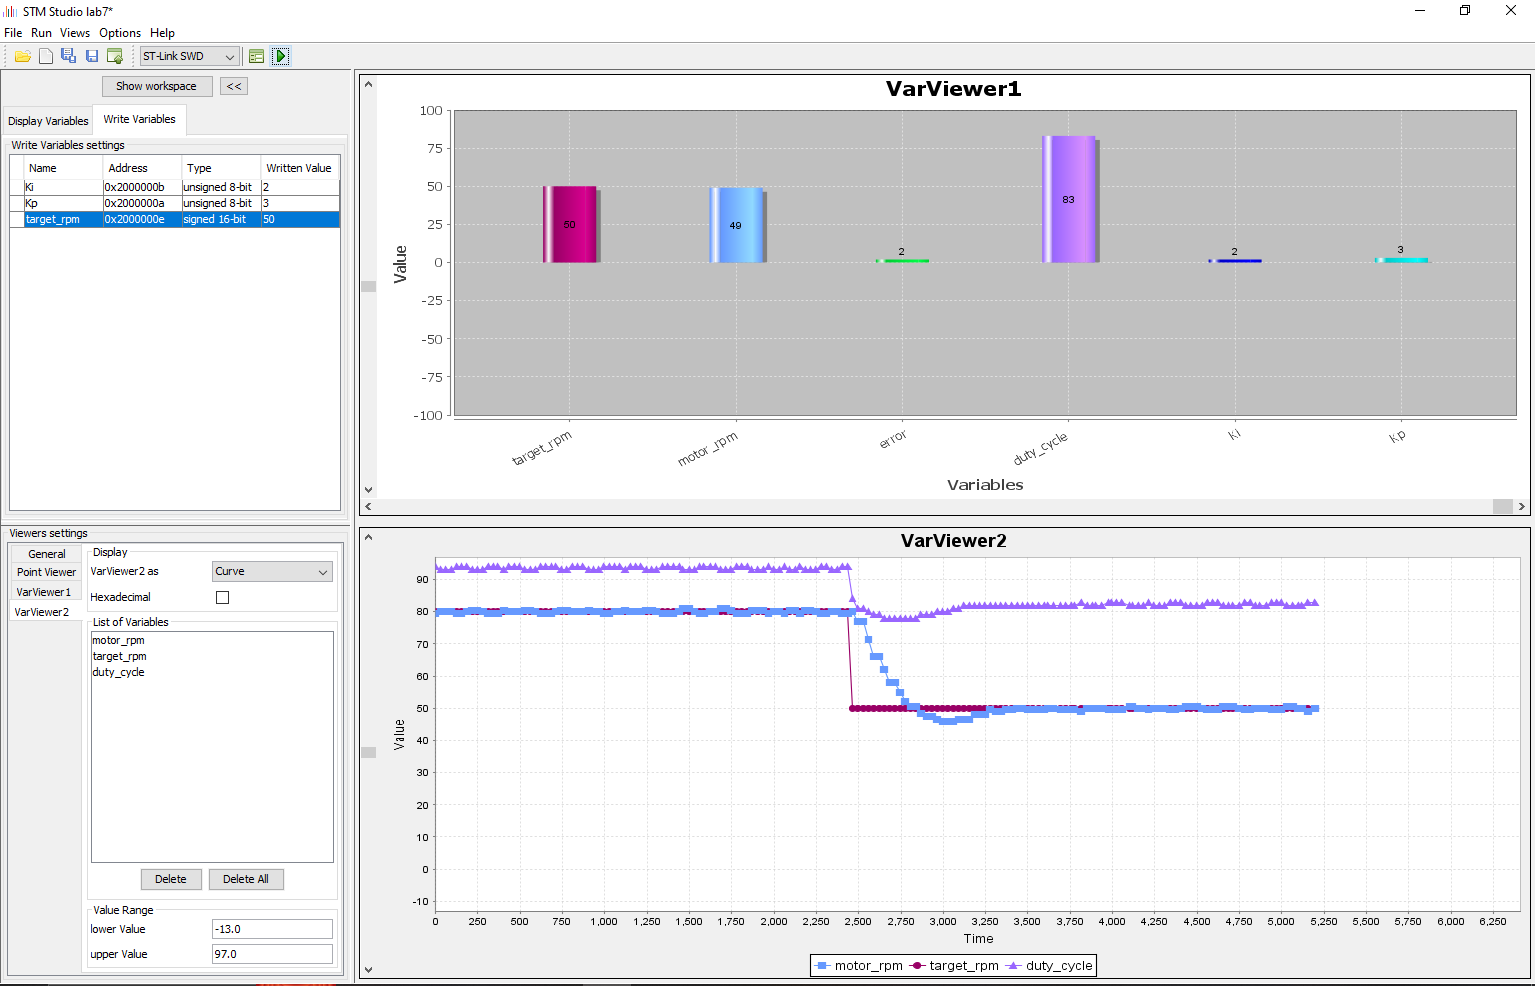 STM Studio lab7*
File Run Views Options Help
ST-Link SWD
Show workspace <<
Display Variables Write Variables
Write Variables settings
Name Address Type Written Value
Ki 0x2000000b unsigned 8-bit 2
Kp 0x2000000a unsigned 8-bit 3
target_rpm 0x2000000e signed 16-bit 50
Viewers settings
General
Point Viewer
VarViewer1
VarViewer2
Display
VarViewer2 as Curve
Hexadecimal
List of Variables
motor_rpm
target_rpm
duty_cycle
Delete Delete All
Value Range
lower Value -13.0
upper Value 97.0
VarViewer1
100
75
50
25
0
-25
-50
-75
-100
Value
50 49 2 83 2 3
target_rpm motor_rpm error duty_cycle Ki Kp
Variables
VarViewer2
90
80
70
60
50
40
30
20
10
0
-10
Value
0 250 500 750 1,000 1,250 1,500 1,750 2,000 2,250 2,500 2,750 3,000 3,250 3,500 3,750 4,000 4,250 4,500 4,750 5,000 5,250 5,500 5,750 6,000 6,250
Time
motor_rpm target_rpm duty_cycle